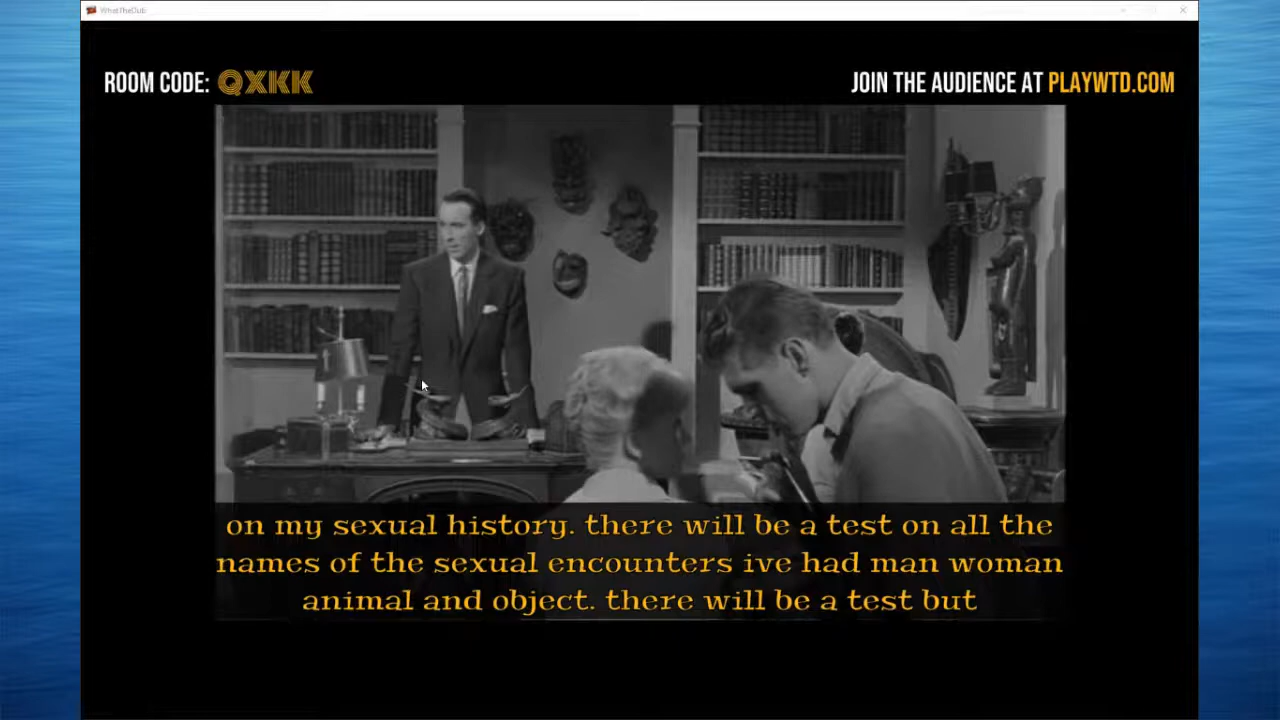 WhatTheDub
ROOM CODE: QXKK
JOIN THE AUDIENCE AT PLAYWTD.COM
on my sexual history. there will be a test on all the
names of the sexual encounters ive had man woman
animal and object. there will be a test but